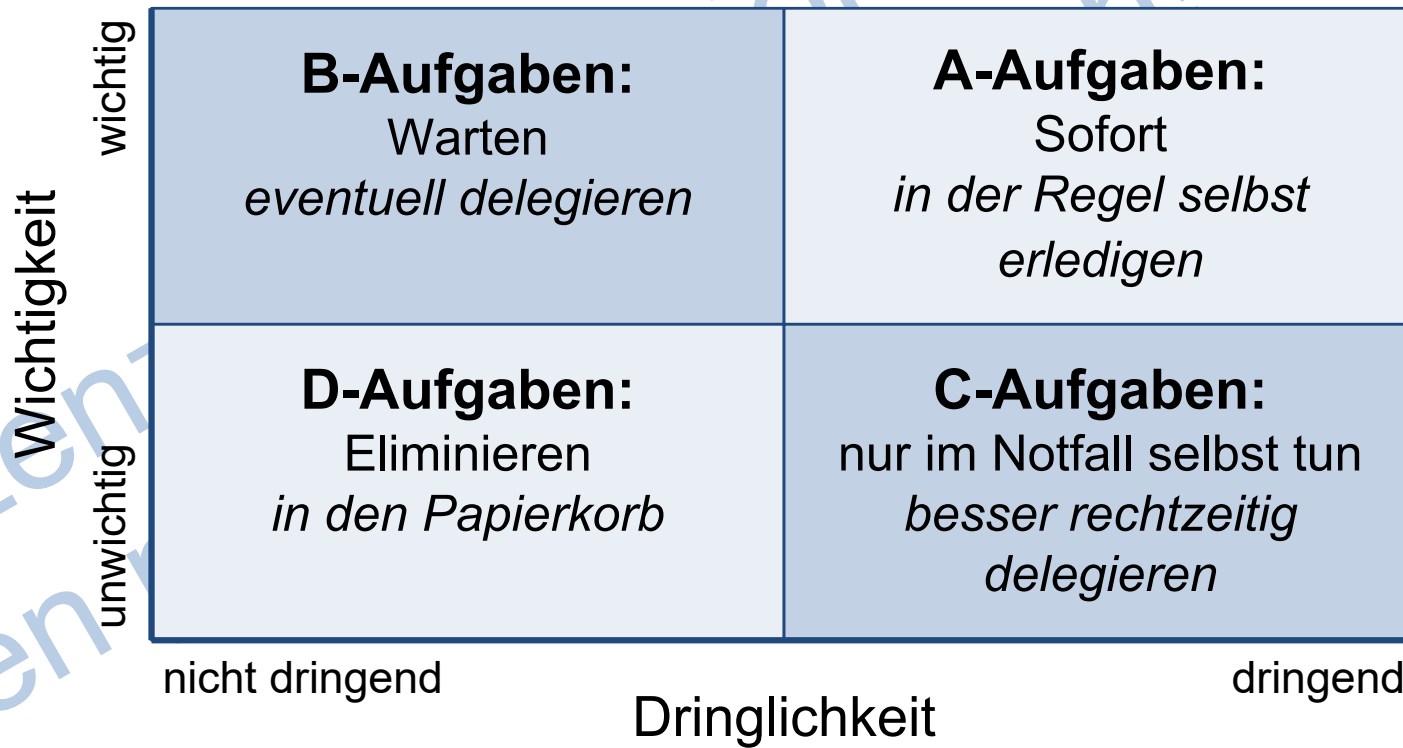 wichtig
B-Aufgaben:
Warten
eventuell delegieren
A-Aufgaben:
Sofort
in der Regel selbst
erledigen
Wichtigkeit
unwichtig
D-Aufgaben:
Eliminieren
in den Papierkorb
C-Aufgaben:
nur im Notfall selbst tun
besser rechtzeitig
delegieren
nicht dringend
dringend
Dringlichkeit